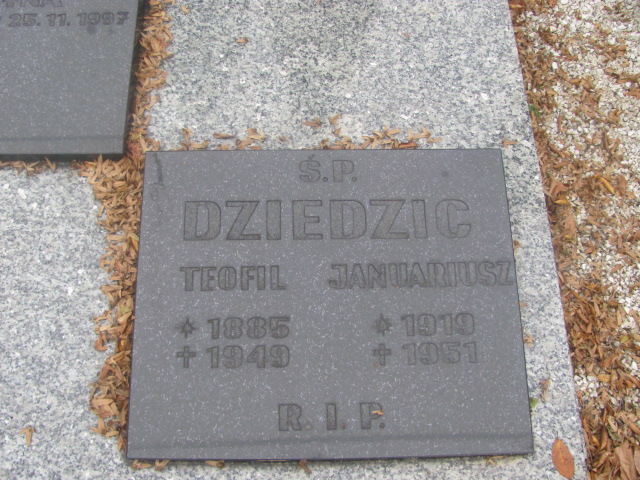 25.11.1997
Ś.P.
DZIEDZIC
TEOFIL JANUARIUSZ
* 1885 * 1919
† 1949 † 1951
R. I. P.